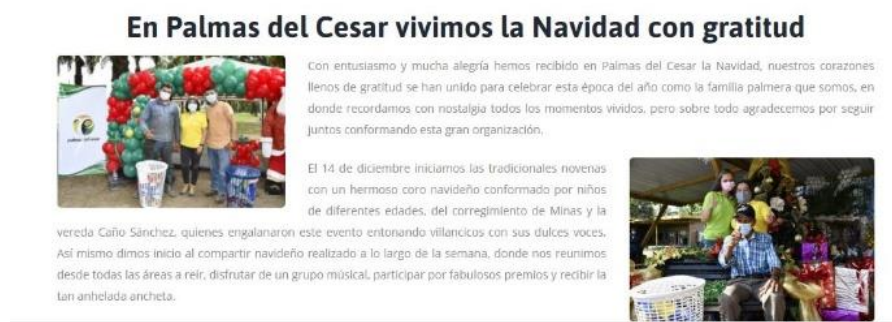 En Palmas del Cesar vivimos la Navidad con gratitud
Con entusiasmo y mucha alegría hemos recibido en Palmas del Cesar la Navidad, nuestros corazones
llenos de gratitud se han unido para celebrar esta época del año como la familia palmera que somos, en
donde recordamos con nostalgia todos los momentos vividos, pero sobre todo agradecemos por seguir
juntos conformando esta gran organización.
El 14 de diciembre iniciamos las tradicionales novenas
con un hermoso coro navideño conformado por niños
de diferentes edades, del corregimiento de Minas y la
vereda Caño Sánchez, quienes engalanaron este evento entonando villancicos con sus dulces voces.
Así mismo dimos inicio al compartir navideño realizado a lo largo de la semana, donde nos reunimos
desde todas las áreas a reír, disfrutar de un grupo músical, participar por fabulosos premios y recibir la
tan anhelada ancheta.